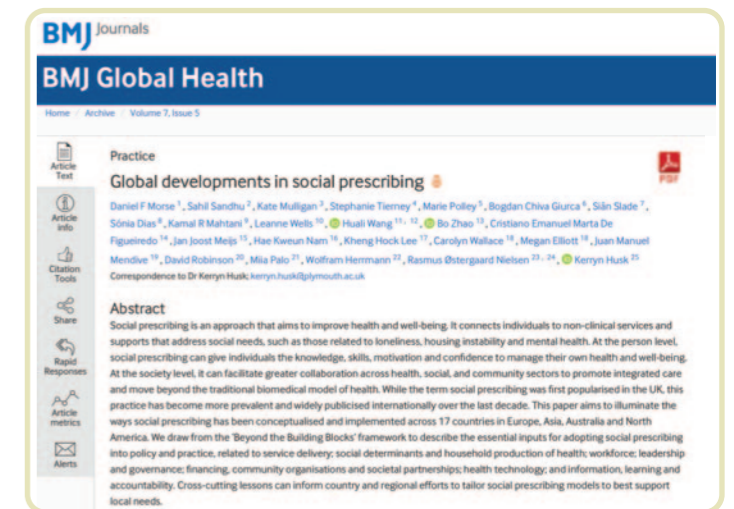 BMJ Journals
BMJ Global Health
Home / Archive / Volume 7, Issue 5
Article
Text
Article
info
Citation
Tools
Share
Rapid
Responses
Article
metrics
Alerts
Practice
PDF
Global developments in social prescribing
Daniel F Morse 1, Sahil Sandhu 2, Kate Mulligan 3, Stephanie Tierney 4, Marie Polley 5, Bogdan Chiva Giurca 6, Siân Slade 7,
Sónia Dias 8, Kamal R Mahtani 9, Leanne Wells 10, Huali Wang 11, 12, Bo Zhao 13, Cristiano Emanuel Marta De
Figueiredo 14, Jan Joost Meijs 15, Hae Kweun Nam 16, Kheng Hock Lee 17, Carolyn Wallace 18, Megan Elliott 18, Juan Manuel
Mendive 19, David Robinson 20, Miia Palo 21, Wolfram Herrmann 22, Rasmus Østergaard Nielsen 23, 24, Kerryn Husk 25
Correspondence to Dr Kerryn Husk; kerryn.husk@plymouth.ac.uk
Abstract
Social prescribing is an approach that aims to improve health and well-being. It connects individuals to non-clinical services and
supports that address social needs, such as those related to loneliness, housing instability and mental health. At the person level,
social prescribing can give individuals the knowledge, skills, motivation and confidence to manage their own health and well-being.
At the society level, it can facilitate greater collaboration across health, social, and community sectors to promote integrated care
and move beyond the traditional biomedical model of health. While the term social prescribing was first popularised in the UK, this
practice has become more prevalent and widely publicised internationally over the last decade. This paper aims to illuminate the
ways social prescribing has been conceptualised and implemented across 17 countries in Europe, Asia, Australia and North
America. We draw from the 'Beyond the Building Blocks' framework to describe the essential inputs for adopting social prescribing
into policy and practice, related to service delivery; social determinants and household production of health; workforce; leadership
and governance; financing, community organisations and societal partnerships; health technology; and information, learning and
accountability. Cross-cutting lessons can inform country and regional efforts to tailor social prescribing models to best support
local needs.